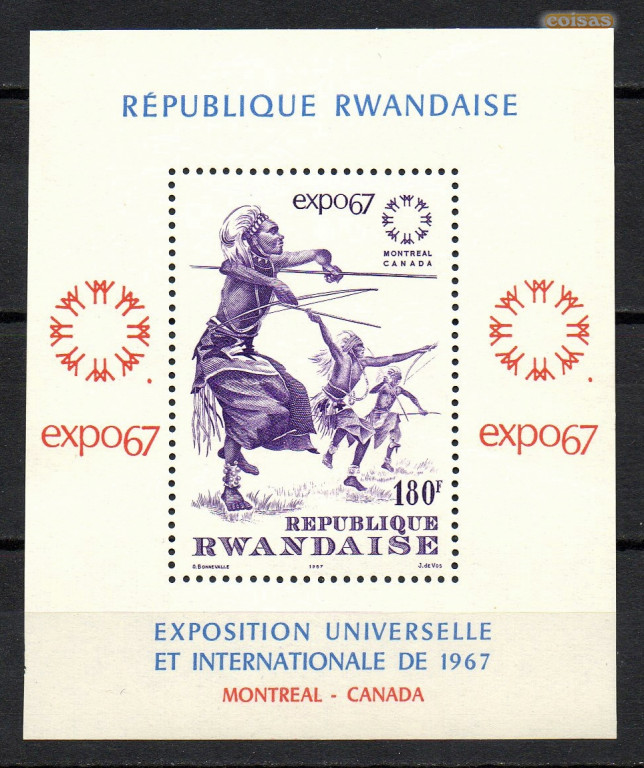 eoisas
RÉPUBLIQUE RWANDAISE
expo67
MONTREAL
CANADA
expo67
expo67
180F
REPUBLIQUE
RWANDAISE
O. BONNEVALLE 1967 J. DE VOS
EXPOSITION UNIVERSELLE
ET INTERNATIONALE DE 1967
MONTREAL - CANADA